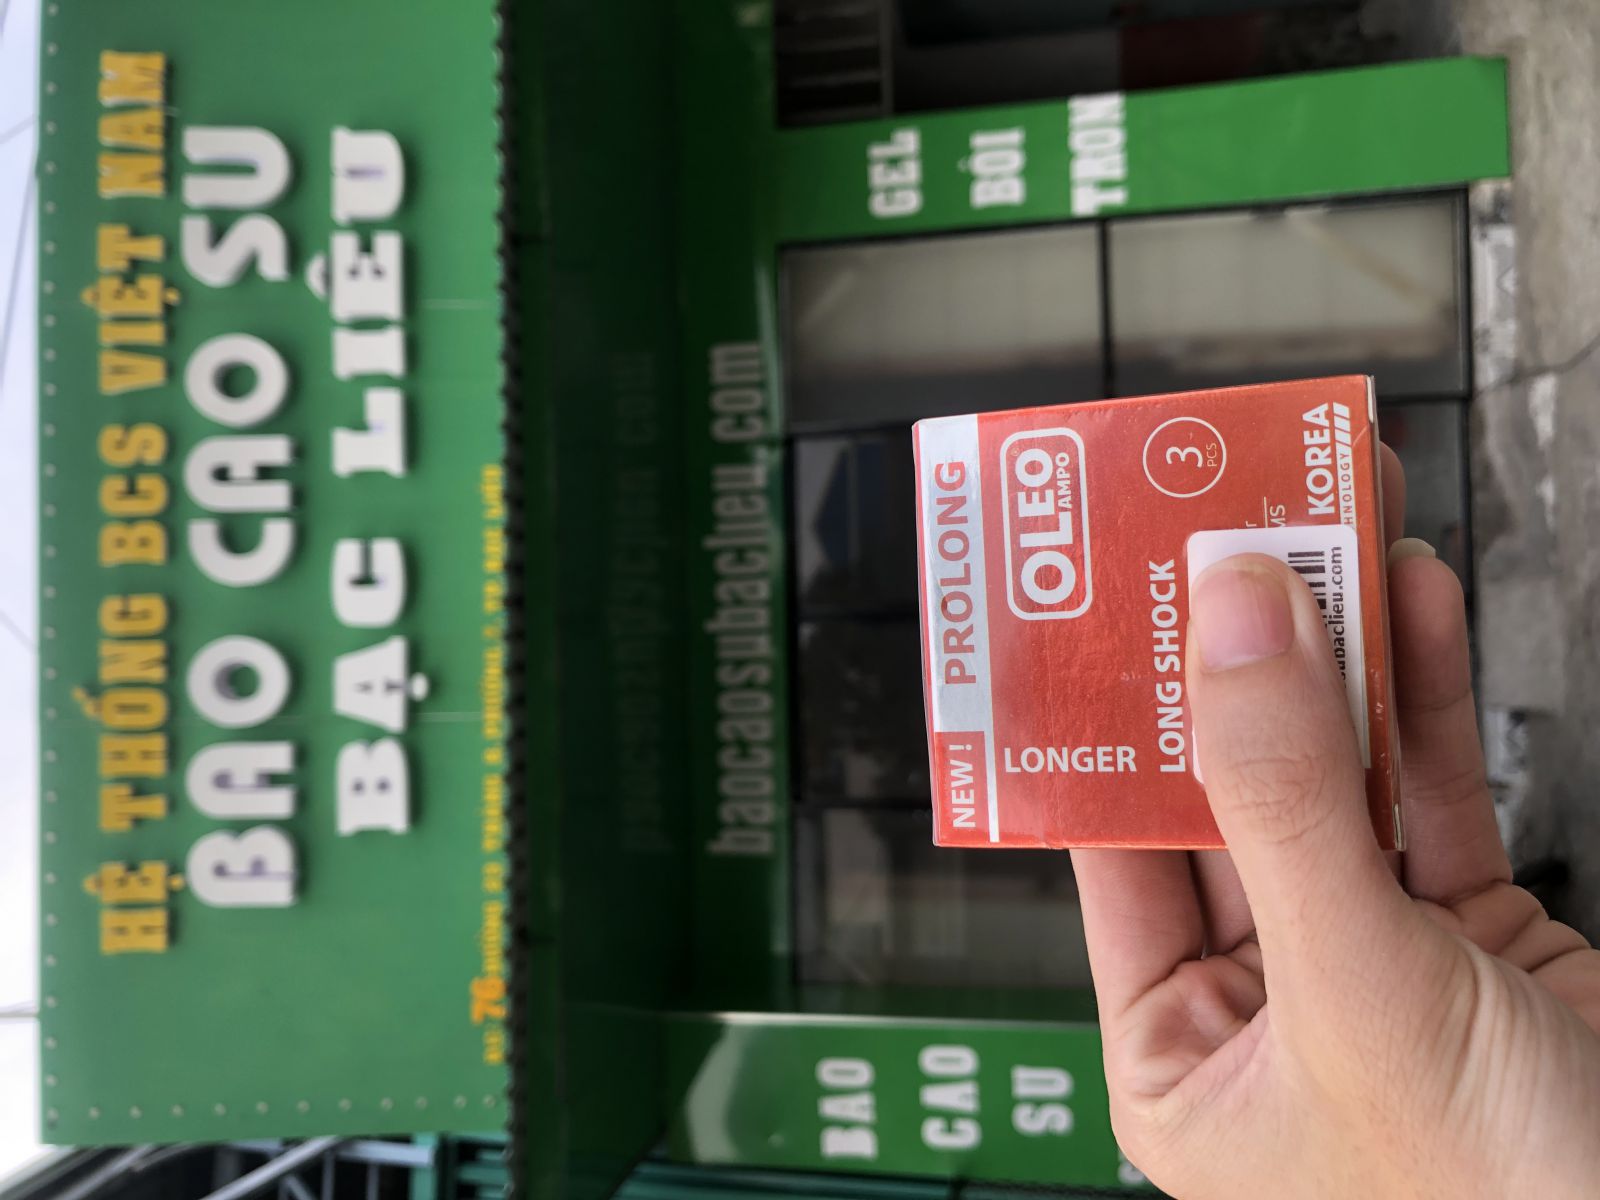 HỆ THỐNG BCS VIỆT NAM
BAO CAO SU
BẠC LIÊU
76
baocaosubaclieu.com
BAO
CAO
SU
GEL
BÔI
TRƠN
NEW! PROLONG
OLEO
LAMPO
LONGER
LONG SHOCK
3
PCS
KOREA